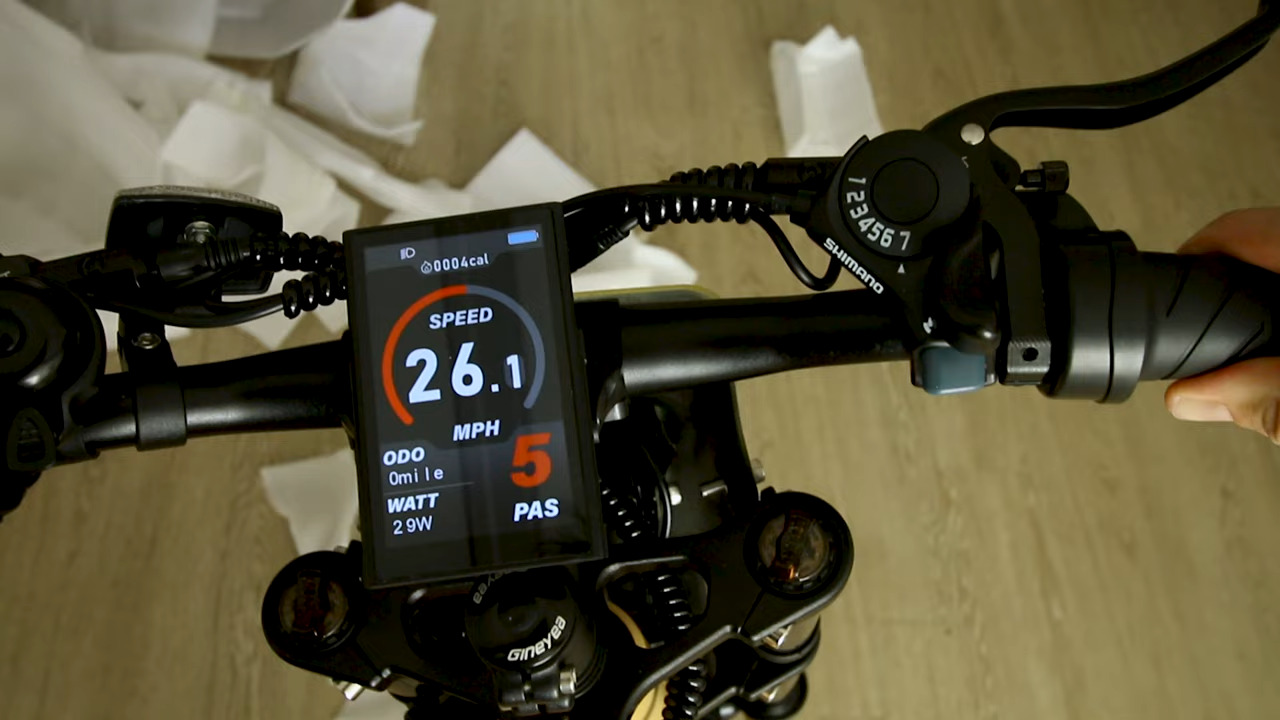 0004cal
SPEED
26.1
MPH
ODO
0mile
WATT
29W
5
PAS
1234567
SHIMANO
Gineyea